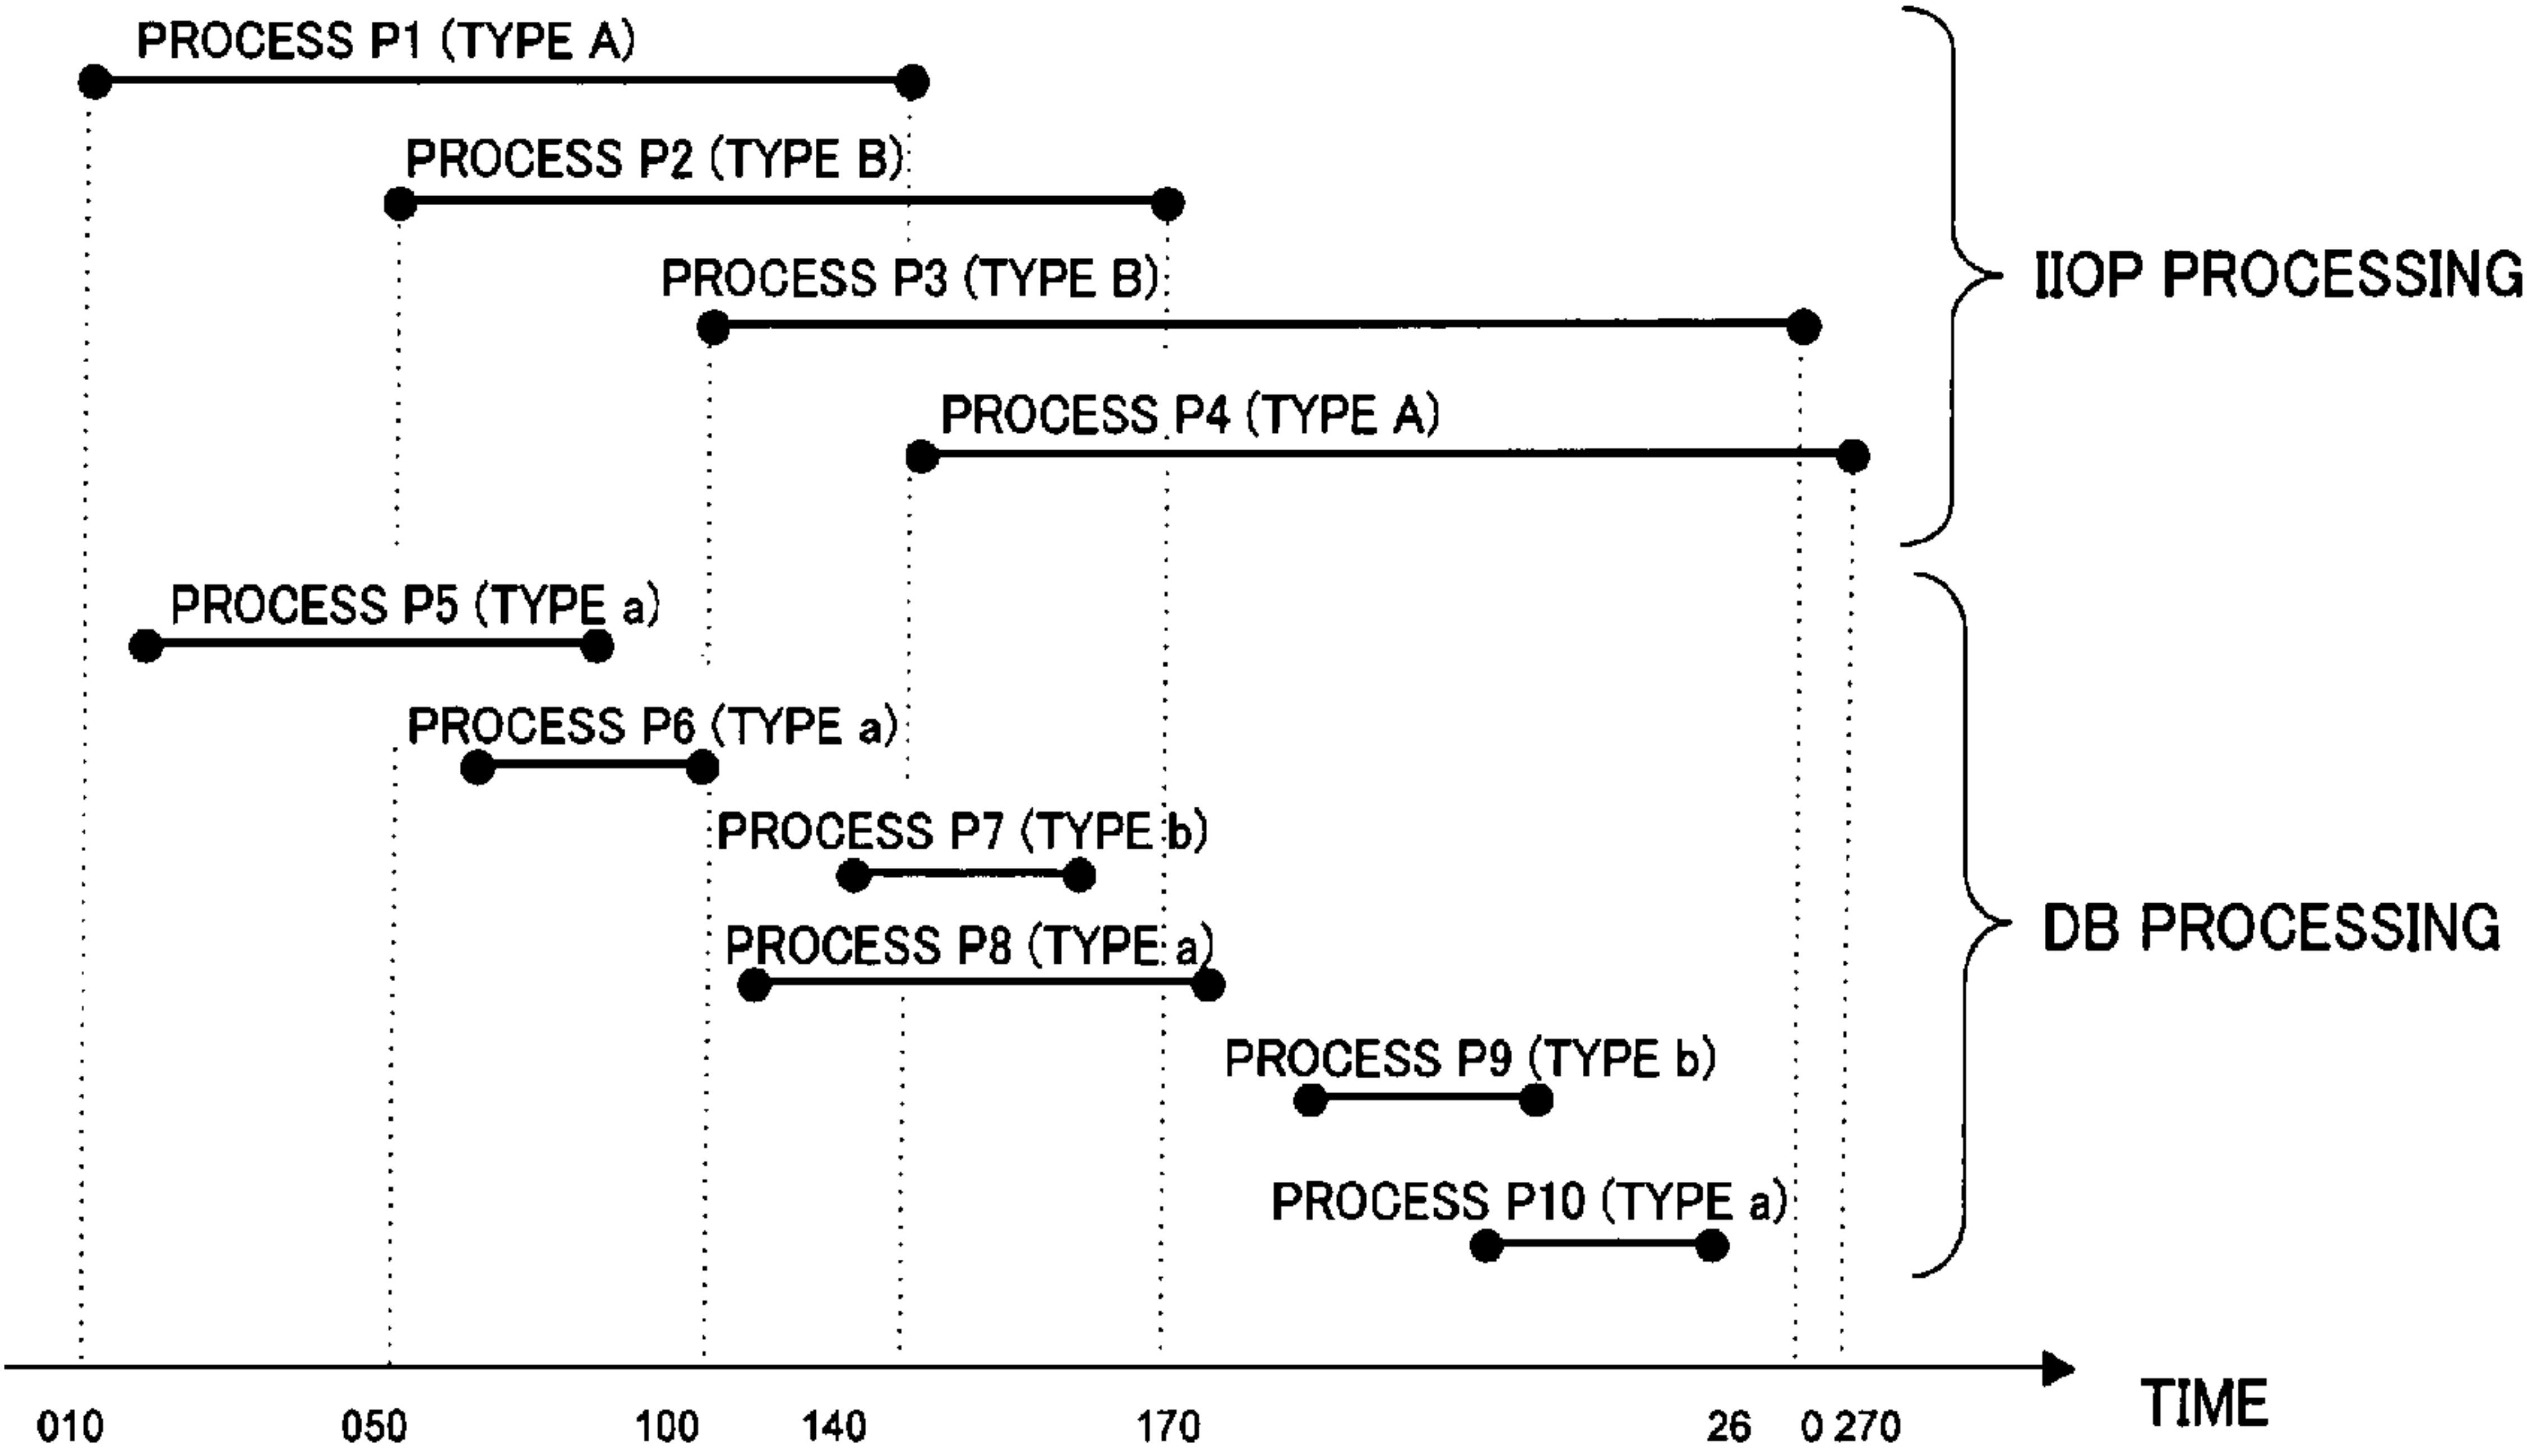 PROCESS P1 (TYPE A)
PROCESS P2 (TYPE B)
PROCESS P3 (TYPE B)
IIOP PROCESSING
PROCESS P4 (TYPE A)
PROCESS P5 (TYPE a)
PROCESS P6 (TYPE a)
PROCESS P7 (TYPE b)
PROCESS P8 (TYPE a)
DB PROCESSING
PROCESS P9 (TYPE b)
PROCESS P10 (TYPE a)
010 050 100 140 170 26 0 270
TIME